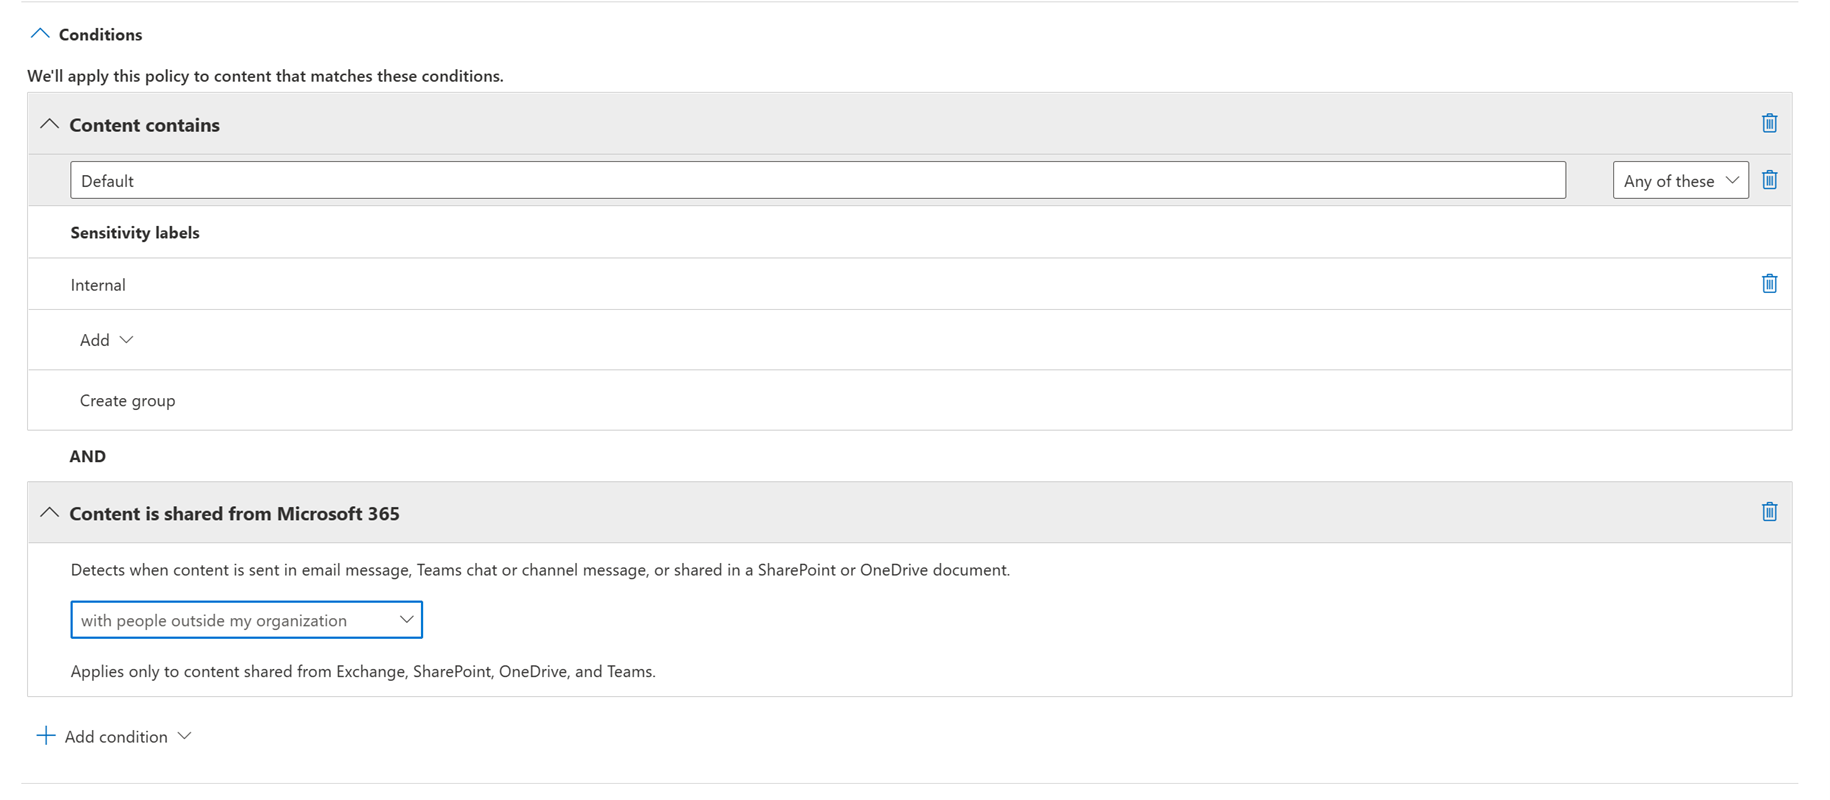 Conditions
We'll apply this policy to content that matches these conditions.
Content contains
Default
Any of these
Sensitivity labels
Internal
Add
Create group
AND
Content is shared from Microsoft 365
Detects when content is sent in email message, Teams chat or channel message, or shared in a SharePoint or OneDrive document.
with people outside my organization
Applies only to content shared from Exchange, SharePoint, OneDrive, and Teams.
Add condition